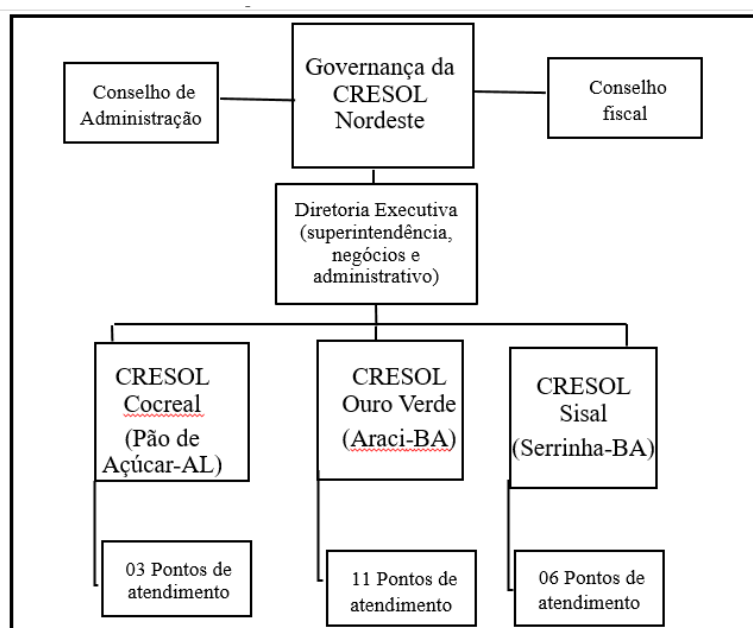 Governança da
CRESOL
Nordeste
Conselho de
Administração
Conselho
fiscal
Diretoria Executiva
(superintendência,
negócios e
administrativo)
CRESOL
Cocreal
(Pão de
Açúcar-AL)
CRESOL
Ouro Verde
(Araci-BA)
CRESOL
Sisal
(Serrinha-BA)
03 Pontos de
atendimento
11 Pontos de
atendimento
06 Pontos de
atendimento